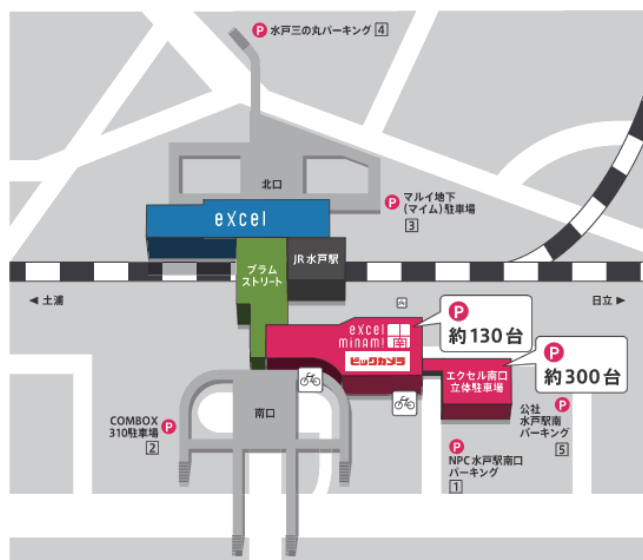 P 水戸三の丸パーキング 4
北口
P マルイ地下
(マイム)駐車場
3
excel
プラム
ストリート
JR 水戸駅
◀ 土浦
日立 ▷
excel
minami 南
ビックカメラ
P
約130台
P
約300台
エクセル南口
立体駐車場
南口
COMBOX
310駐車場
P
2
公社
水戸駅南
パーキング
P
5
P
NPC水戸駅南口
パーキング
1